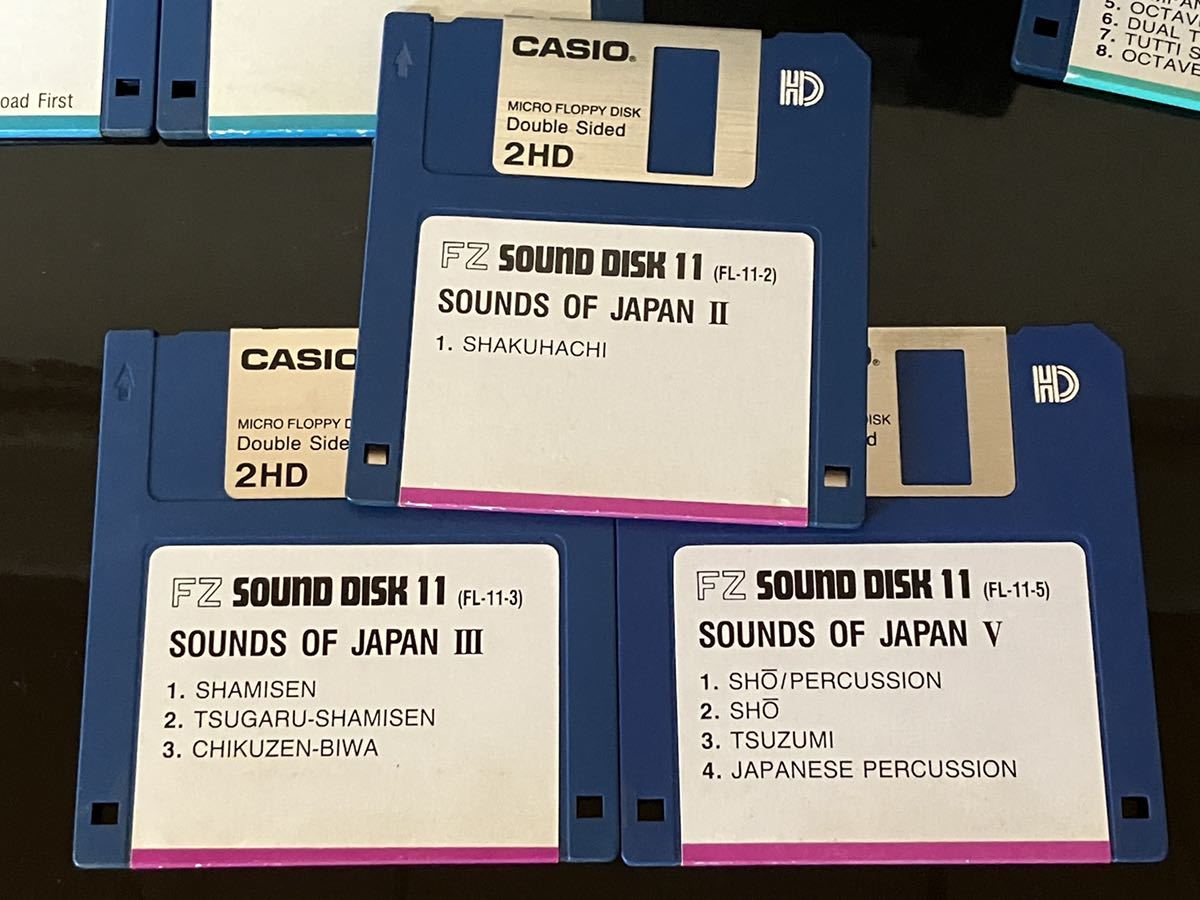 oad First
5. OCTAV
6. DUAL T
7. TUTTI S
8. OCTAVE
CASIO®
MICRO FLOPPY DISK
Double Sided
2HD
HD
FZ SOUND DISK 11 (FL-11-2)
SOUNDS OF JAPAN II
1. SHAKUHACHI
CASIO
MICRO FLOPPY D
Double Side
2HD
FZ SOUND DISK 11 (FL-11-3)
SOUNDS OF JAPAN III
1. SHAMISEN
2. TSUGARU-SHAMISEN
3. CHIKUZEN-BIWA
ISK
d
HD
FZ SOUND DISK 11 (FL-11-5)
SOUNDS OF JAPAN V
1. SHŌ/PERCUSSION
2. SHŌ
3. TSUZUMI
4. JAPANESE PERCUSSION